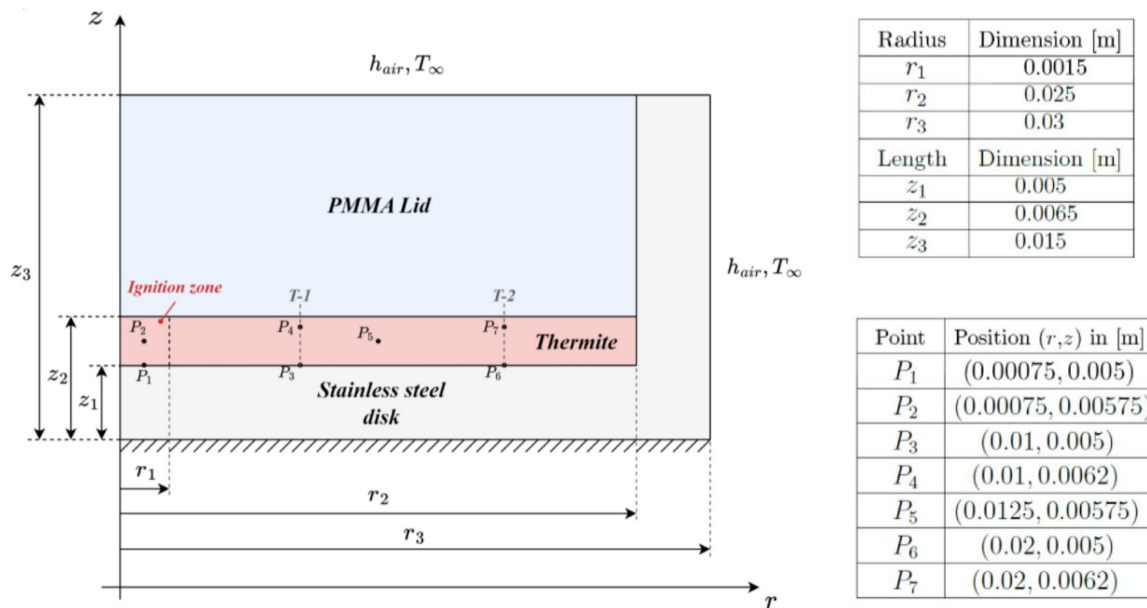 z
h_{air}, T_∞
PMMA Lid
z_3
h_{air}, T_∞
Ignition zone
T-1
T-2
P_2
P_4
P_5
P_7
Thermite
z_2
P_1
P_3
P_6
z_1
Stainless steel
disk
r_1
r_2
r_3
r
Radius Dimension [m]
r_1 0.0015
r_2 0.025
r_3 0.03
Length Dimension [m]
z_1 0.005
z_2 0.0065
z_3 0.015
Point Position (r,z) in [m]
P_1 (0.00075, 0.005)
P_2 (0.00075, 0.00575)
P_3 (0.01, 0.005)
P_4 (0.01, 0.0062)
P_5 (0.0125, 0.00575)
P_6 (0.02, 0.005)
P_7 (0.02, 0.0062)